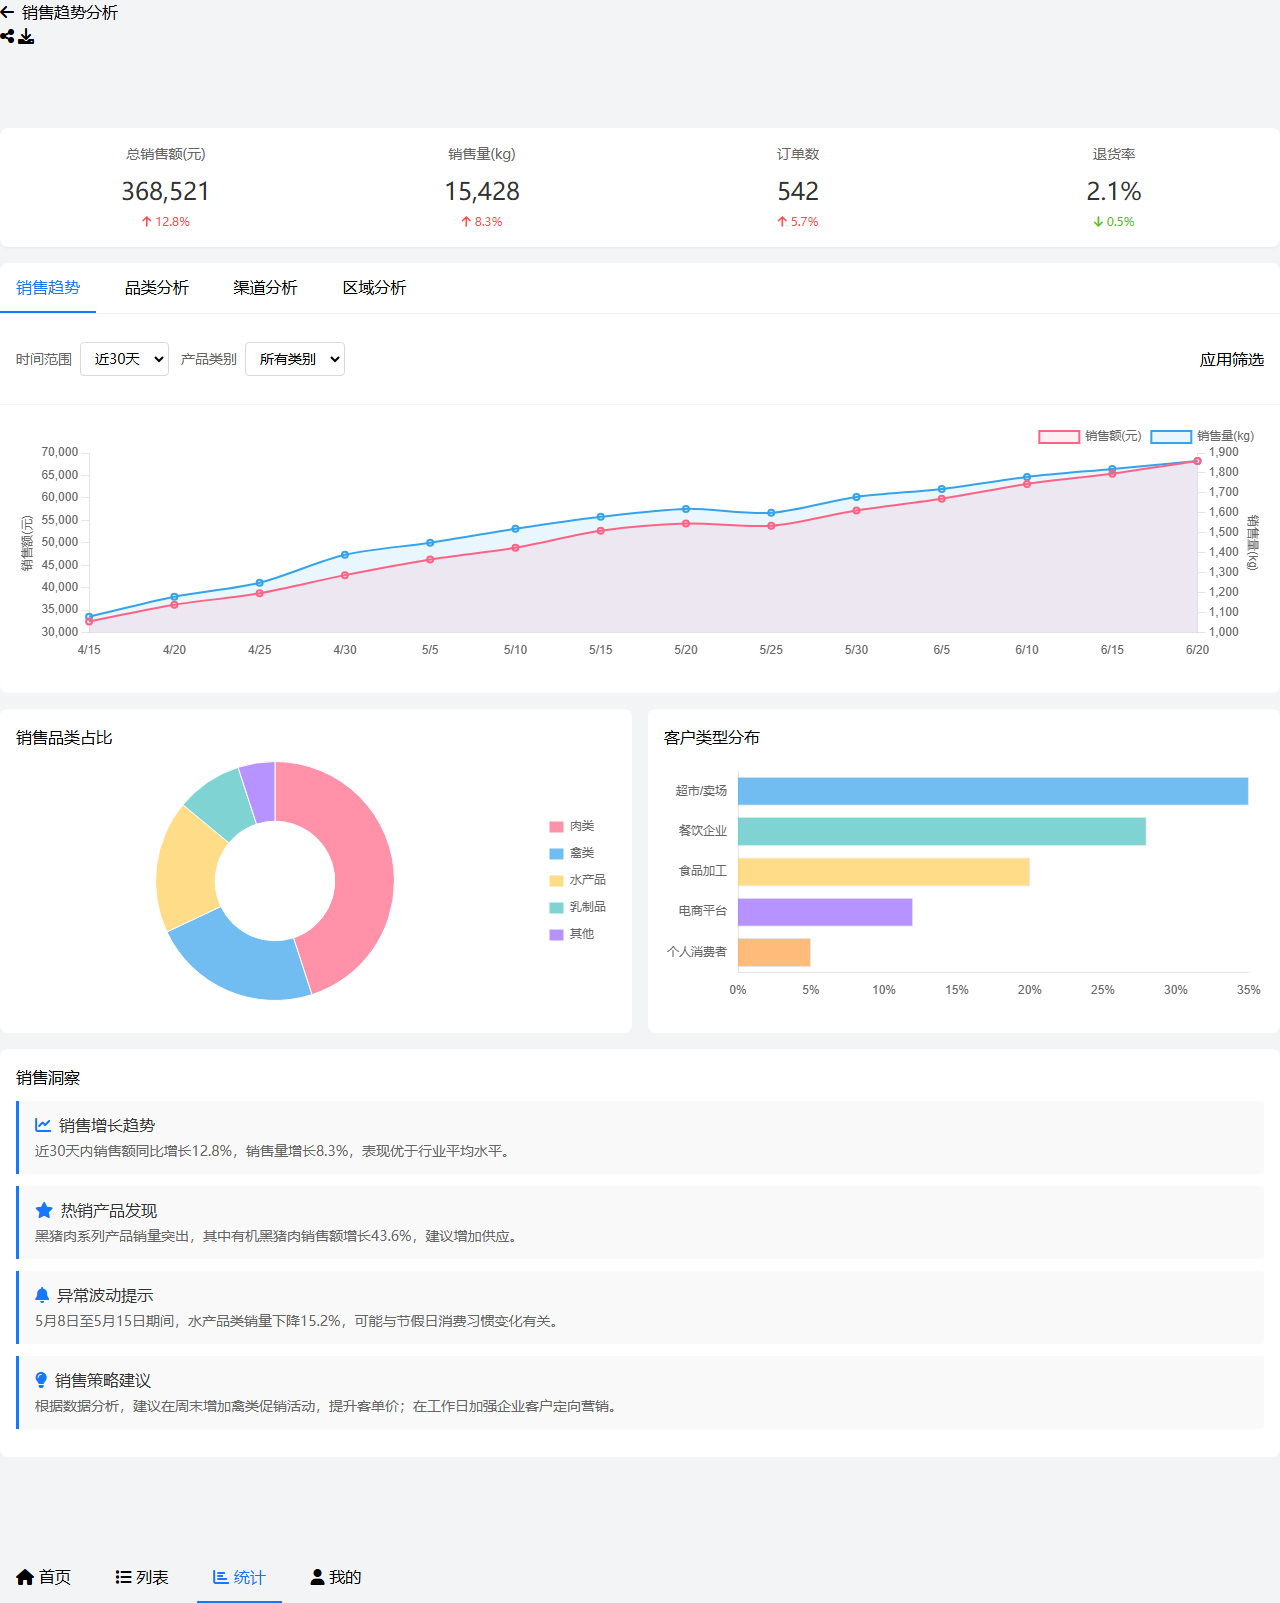 销售趋势分析
总销售额(元) 销售量(kg) 订单数 退货率
368,521 15,428 542 2.1%
12.8% 8.3% 5.7% 0.5%
销售趋势 品类分析 渠道分析 区域分析
时间范围 近30天 产品类别 所有类别 应用筛选
销售额(元) 销售量(kg)
70,000 1,900
65,000 1,800
60,000 1,700
55,000 1,600
50,000 1,500
45,000 1,400
40,000 1,300
35,000 1,200
30,000 1,100
1,000
销售额(元)
销售量(kg)
4/15 4/20 4/25 4/30 5/5 5/10 5/15 5/20 5/25 5/30 6/5 6/10 6/15 6/20
销售品类占比
肉类
禽类
水产品
乳制品
其他
客户类型分布
超市/卖场
餐饮企业
食品加工
电商平台
个人消费者
0% 5% 10% 15% 20% 25% 30% 35%
销售洞察
销售增长趋势
近30天内销售额同比增长12.8%，销售量增长8.3%，表现优于行业平均水平。
热销产品发现
黑猪肉系列产品销量突出，其中有机黑猪肉销售额增长43.6%，建议增加供应。
异常波动提示
5月8日至5月15日期间，水产品类销量下降15.2%，可能与节假日消费习惯变化有关。
销售策略建议
根据数据分析，建议在周末增加禽类促销活动，提升客单价；在工作日加强企业客户定向营销。
首页 列表 统计 我的